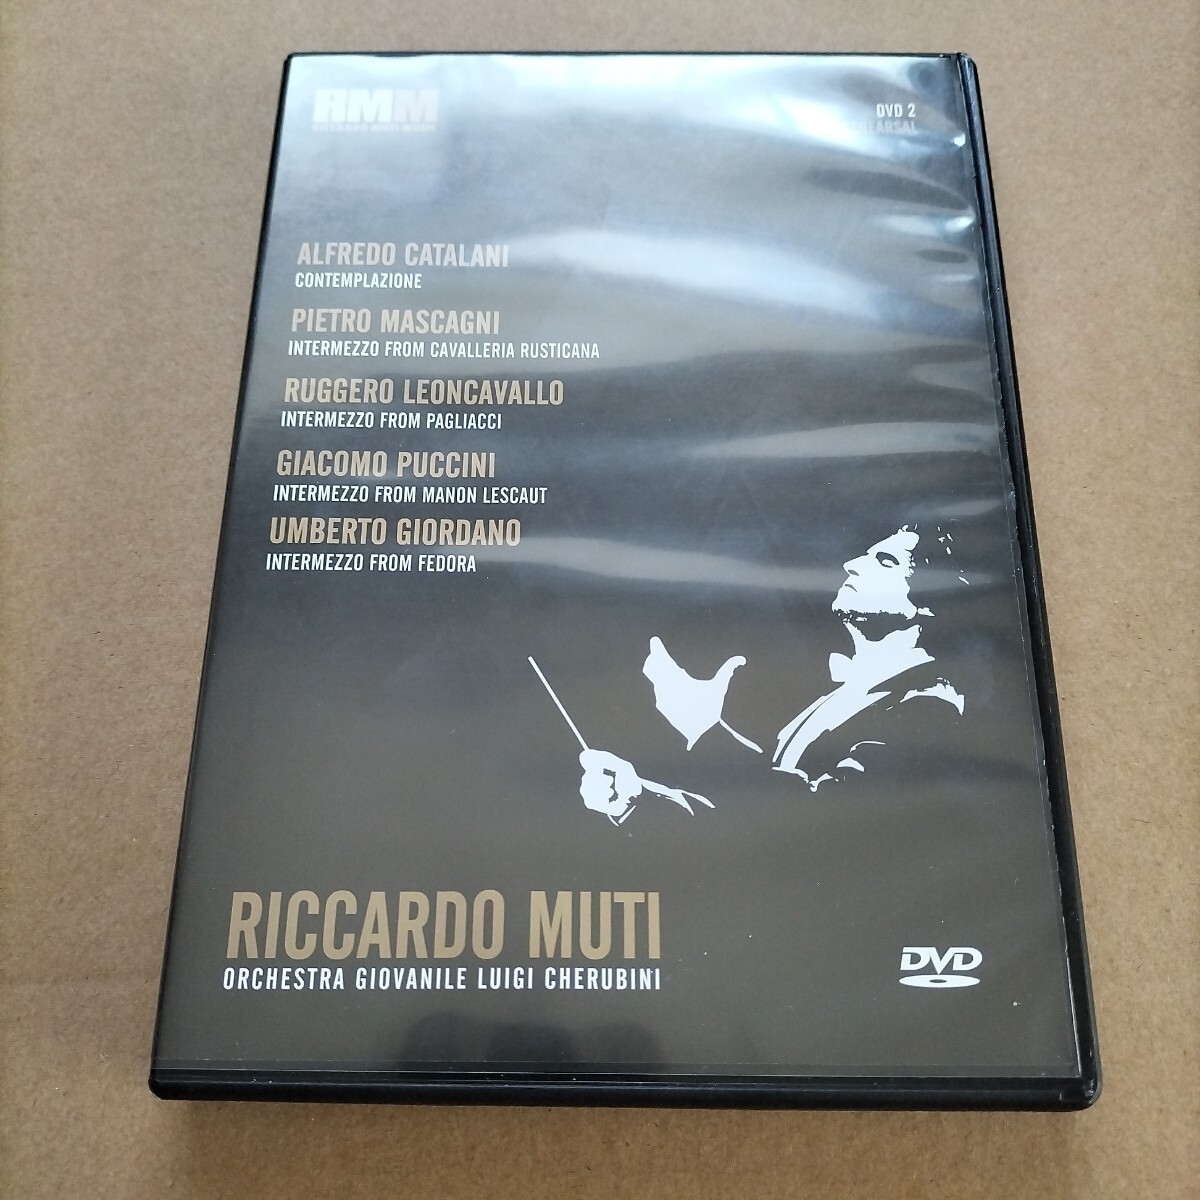 RMM
RICCARDO MUTI MUSIC
DVD 2
REHEARSAL
ALFREDO CATALANI
CONTEMPLAZIONE
PIETRO MASCAGNI
INTERMEZZO FROM CAVALLERIA RUSTICANA
RUGGERO LEONCAVALLO
INTERMEZZO FROM PAGLIACCI
GIACOMO PUCCINI
INTERMEZZO FROM MANON LESCAUT
UMBERTO GIORDANO
INTERMEZZO FROM FEDORA
RICCARDO MUTI
ORCHESTRA GIOVANILE LUIGI CHERUBINI
DVD